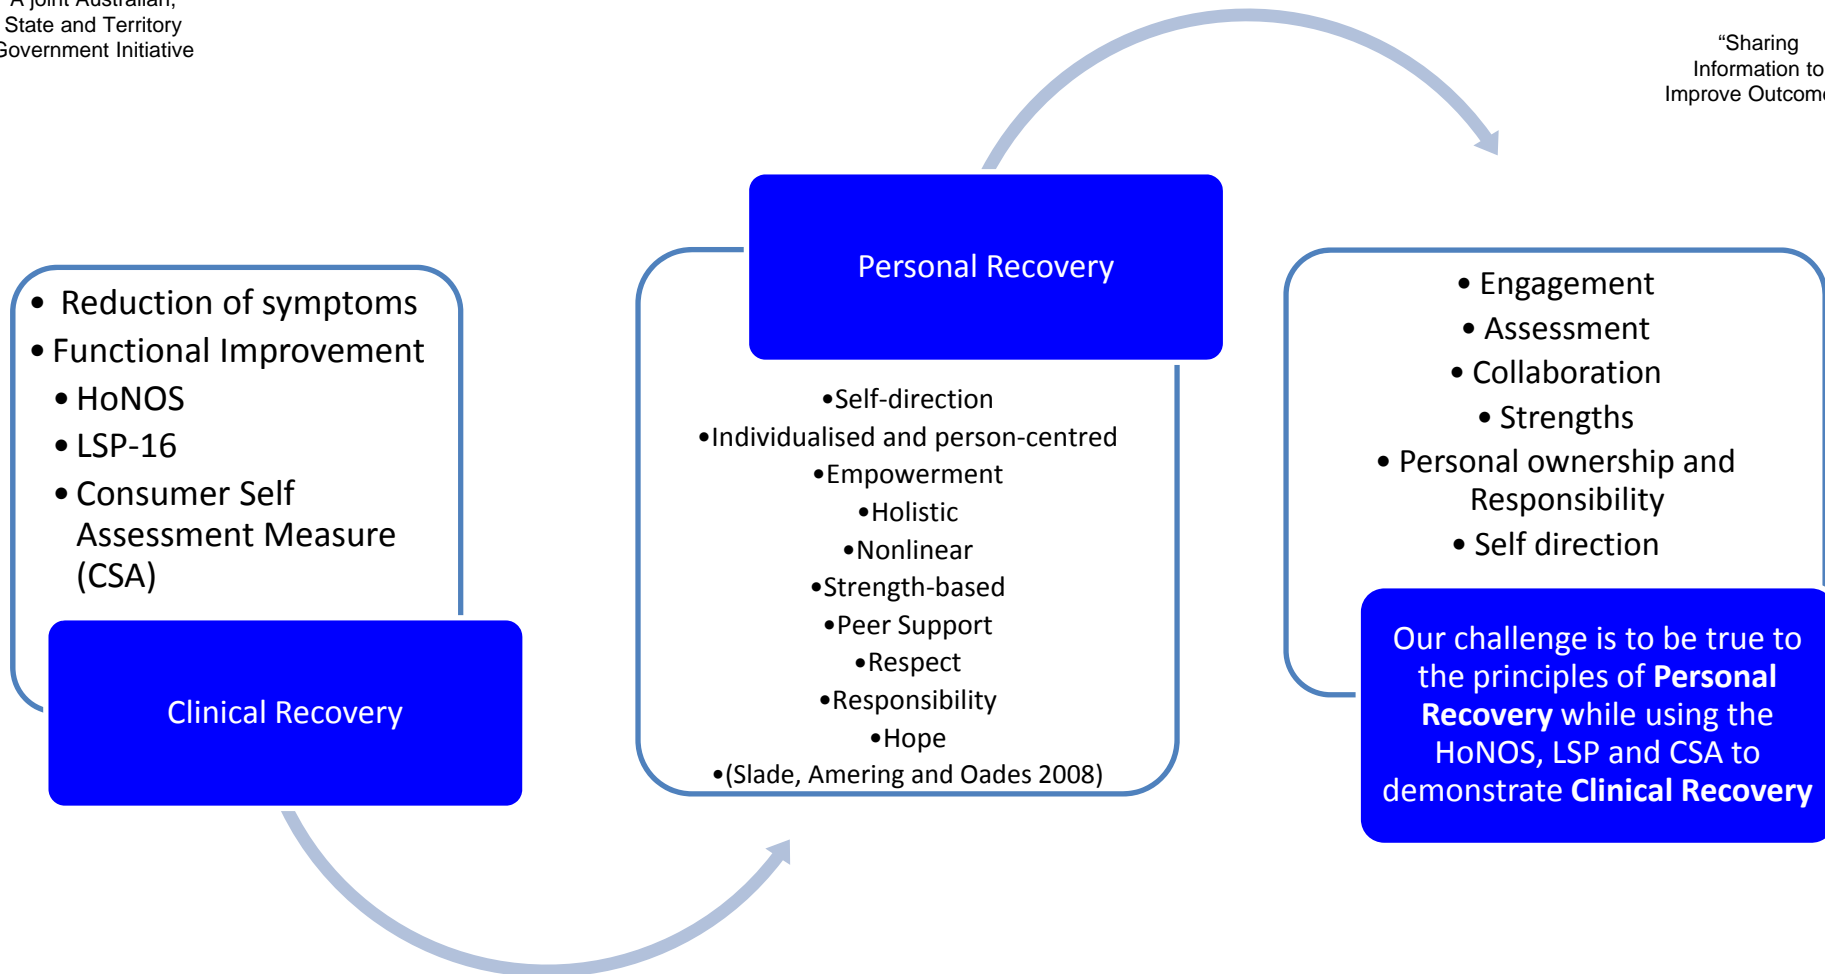 A joint Australian,
State and Territory
Government Initiative
“Sharing
Information to
Improve Outcome
• Reduction of symptoms
• Functional Improvement
• HoNOS
• LSP-16
• Consumer Self
Assessment Measure
(CSA)
Clinical Recovery
Personal Recovery
•Self-direction
•Individualised and person-centred
•Empowerment
•Holistic
•Nonlinear
•Strength-based
•Peer Support
•Respect
•Responsibility
•Hope
•(Slade, Amering and Oades 2008)
• Engagement
• Assessment
• Collaboration
• Strengths
• Personal ownership and
Responsibility
• Self direction
Our challenge is to be true to
the principles of Personal
Recovery while using the
HoNOS, LSP and CSA to
demonstrate Clinical Recovery